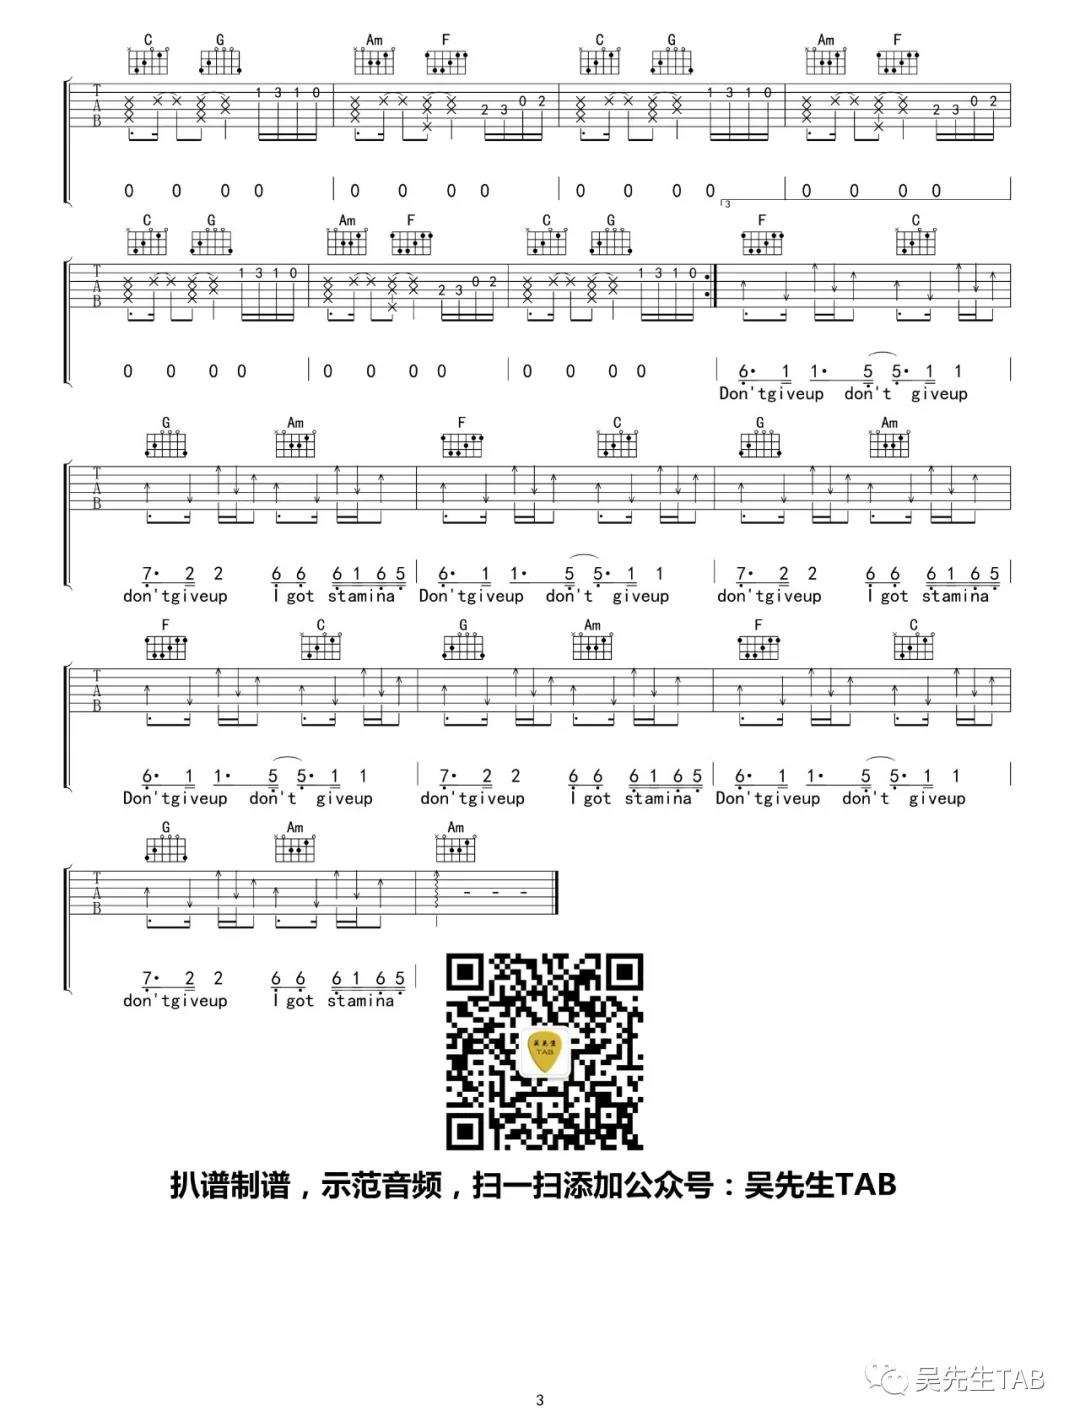 C G Am F C G Am F
T 1 3 1 0 2 3 0 2 1 3 1 0 2 3 0 2
A
B
0 0 0 0 0 0 0 0 0 0 0 0 0 0 0 0
3
C G Am F C G F C
T 1 3 1 0 2 3 0 2 1 3 1 0
A
B
0 0 0 0 0 0 0 0 0 0 0 0 6· 1 1· 5 5· 1 1
Don'tgiveup don't giveup
G Am F C G Am
T
A
B
7· 2 2 6 6 6 1 6 5 6· 1 1· 5 5· 1 1 7· 2 2 6 6 6 1 6 5
don'tgiveup I got stamina Don'tgiveup don't giveup don'tgiveup I got stamina
F C G Am F C
T
A
B
6· 1 1· 5 5· 1 1 7· 2 2 6 6 6 1 6 5 6· 1 1· 5 5· 1 1
Don'tgiveup don't giveup don'tgiveup I got stamina Don'tgiveup don't giveup
G Am Am
T
A - - -
B
7· 2 2 6 6 6 1 6 5
don'tgiveup I got stamina
吴先生
TAB
扒谱制谱，示范音频，扫一扫添加公众号：吴先生TAB
吴先生TAB
3